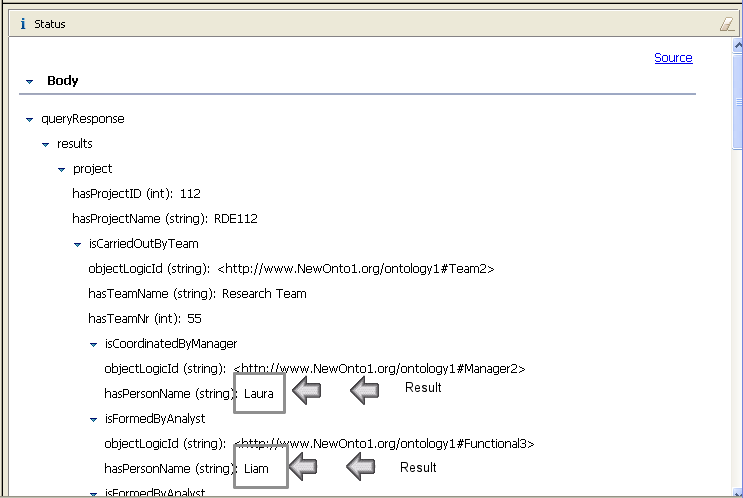 Status
Source
Body
queryResponse
results
project
hasProjectID (int): 112
hasProjectName (string): RDE112
isCarriedOutByTeam
objectLogicId (string): <http://www.NewOnto1.org/ontology1#Team2>
hasTeamName (string): Research Team
hasTeamNr (int): 55
isCoordinatedByManager
objectLogicId (string): <http://www.NewOnto1.org/ontology1#Manager2>
hasPersonName (string): Laura Result
isFormedByAnalyst
objectLogicId (string): <http://www.NewOnto1.org/ontology1#Functional3>
hasPersonName (string): Liam Result
isFormedByAnalyst